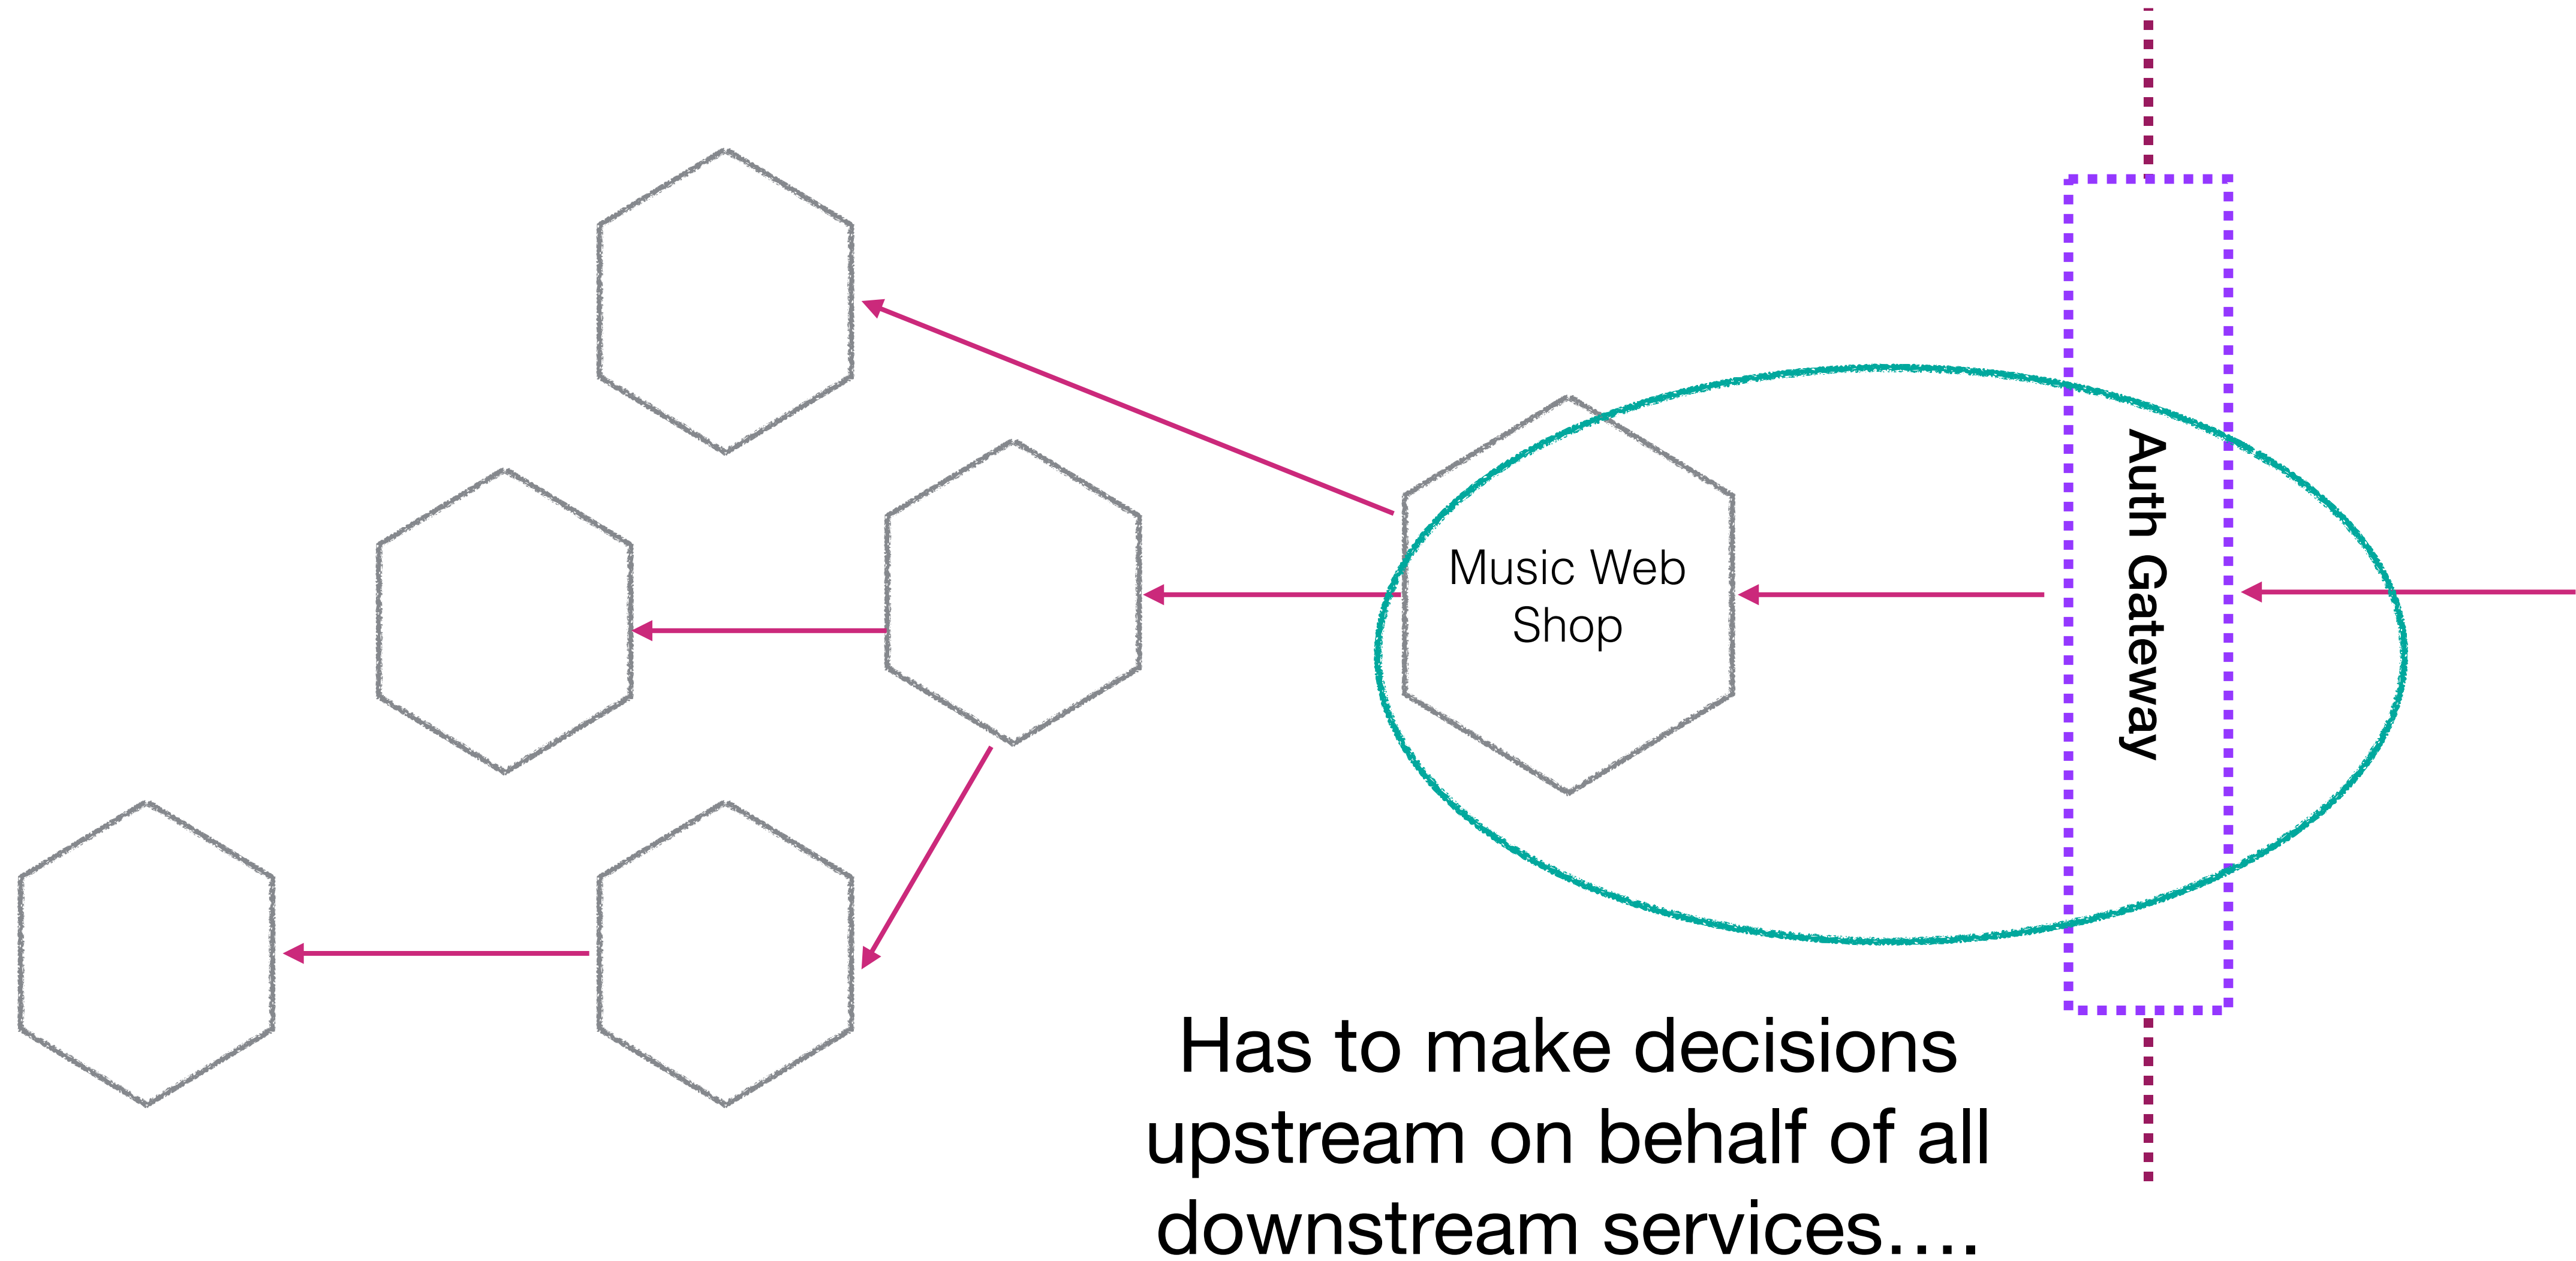 Music Web
Shop
Auth Gateway
Has to make decisions
upstream on behalf of all
downstream services….